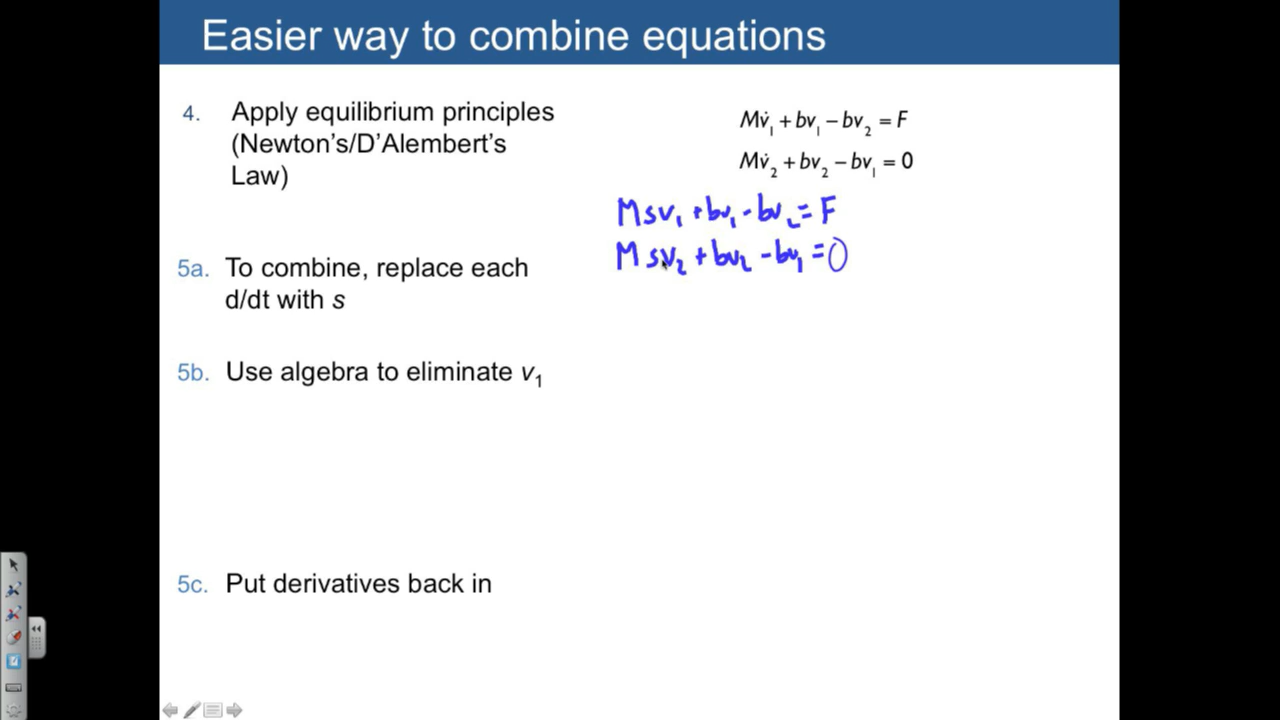 Easier way to combine equations
4. Apply equilibrium principles
(Newton's/D'Alembert's
Law)
Mv̇₁ + bv₁ − bv₂ = F
Mv̇₂ + bv₂ − bv₁ = 0
Msv₁ + bv₁ - bv₂ = F
Msv₂ + bv₂ - bv₁ = 0
5a. To combine, replace each
d/dt with s
5b. Use algebra to eliminate v₁
5c. Put derivatives back in